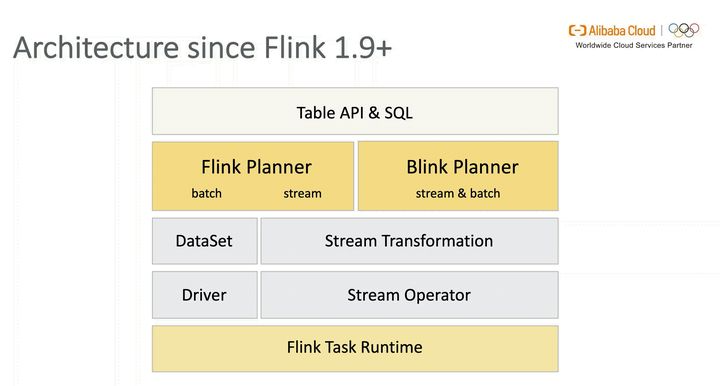 Architecture since Flink 1.9+
Alibaba Cloud
Worldwide Cloud Services Partner
Table API & SQL
Flink Planner
batch stream
Blink Planner
stream & batch
DataSet
Stream Transformation
Driver
Stream Operator
Flink Task Runtime